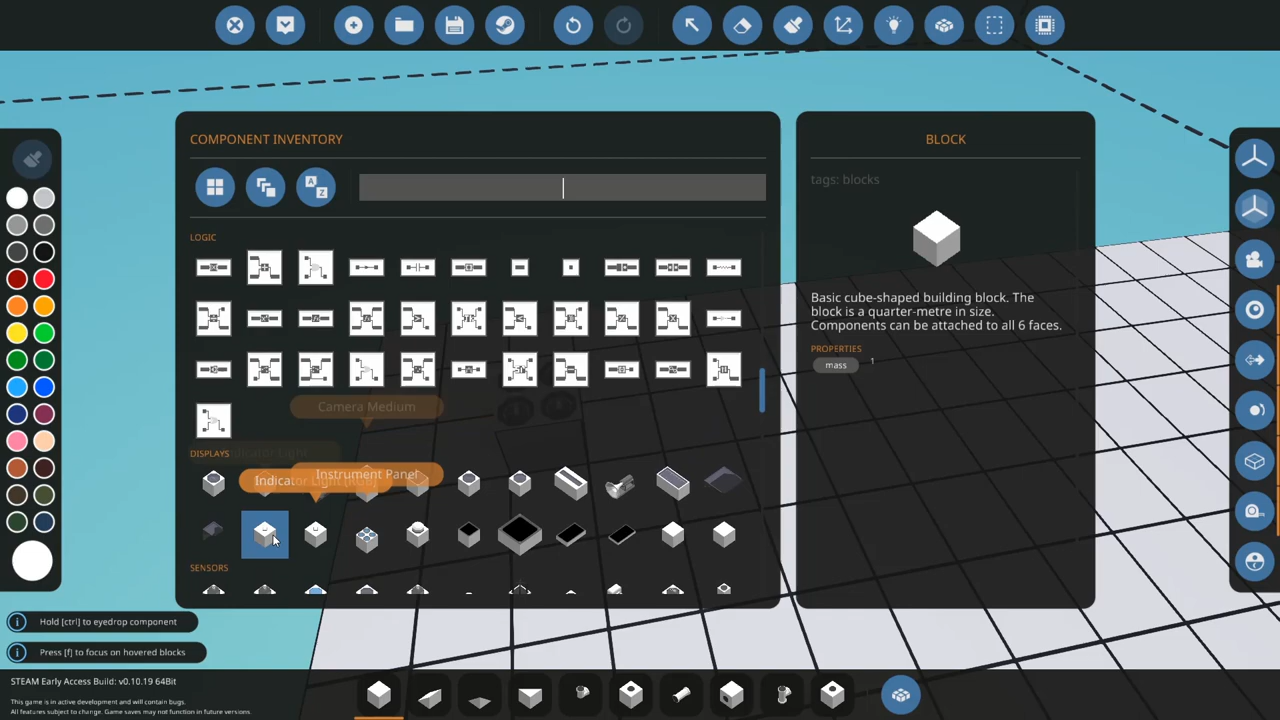 COMPONENT INVENTORY
A
Z
LOGIC
Camera Medium
DISPLAYS
Instrument Panel
SENSORS
BLOCK
tags: blocks
Basic cube-shaped building block. The
block is a quarter-metre in size.
Components can be attached to all 6 faces.
PROPERTIES
mass 1
Hold [ctrl] to eyedrop component
Press [f] to focus on hovered blocks
STEAM Early Access Build: v0.10.19 64Bit
This game is in active development and will contain bugs.
All features subject to change. Game saves may not function in future versions.